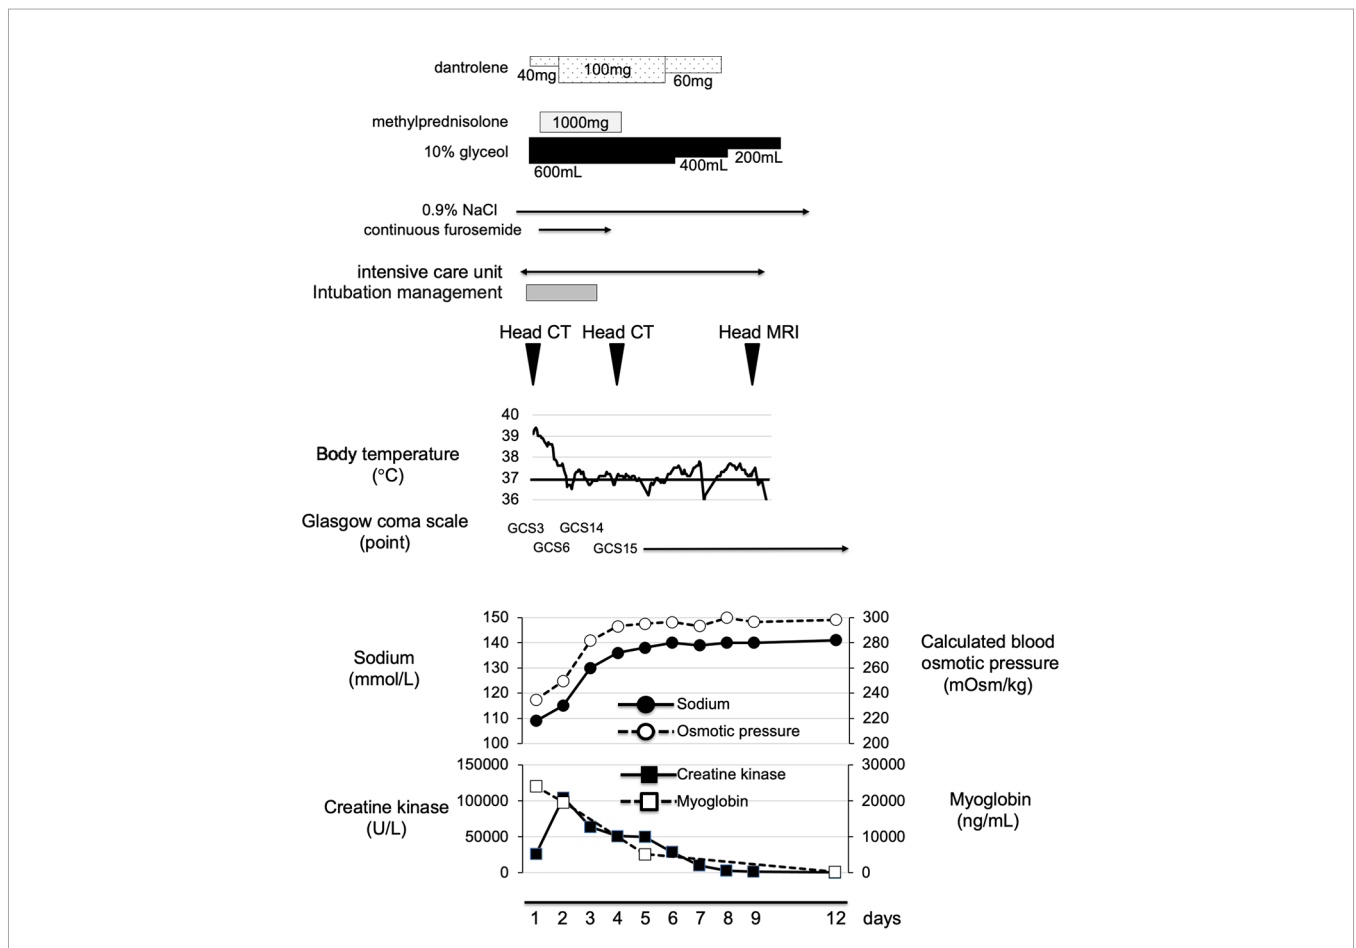 dantrolene
40mg
100mg
60mg
methylprednisolone
1000mg
10% glyceol
600mL
400mL
200mL
0.9% NaCl
continuous furosemide
intensive care unit
Intubation management
Head CT
Head CT
Head MRI
Body temperature
(°C)
40
39
38
37
36
Glasgow coma scale
(point)
GCS3
GCS14
GCS6
GCS15
Sodium
(mmol/L)
150
140
130
120
110
100
Sodium
Osmotic pressure
300
280
260
240
220
200
Calculated blood
osmotic pressure
(mOsm/kg)
Creatine kinase
(U/L)
150000
100000
50000
0
Creatine kinase
Myoglobin
30000
20000
10000
0
Myoglobin
(ng/mL)
1 2 3 4 5 6 7 8 9 12 days